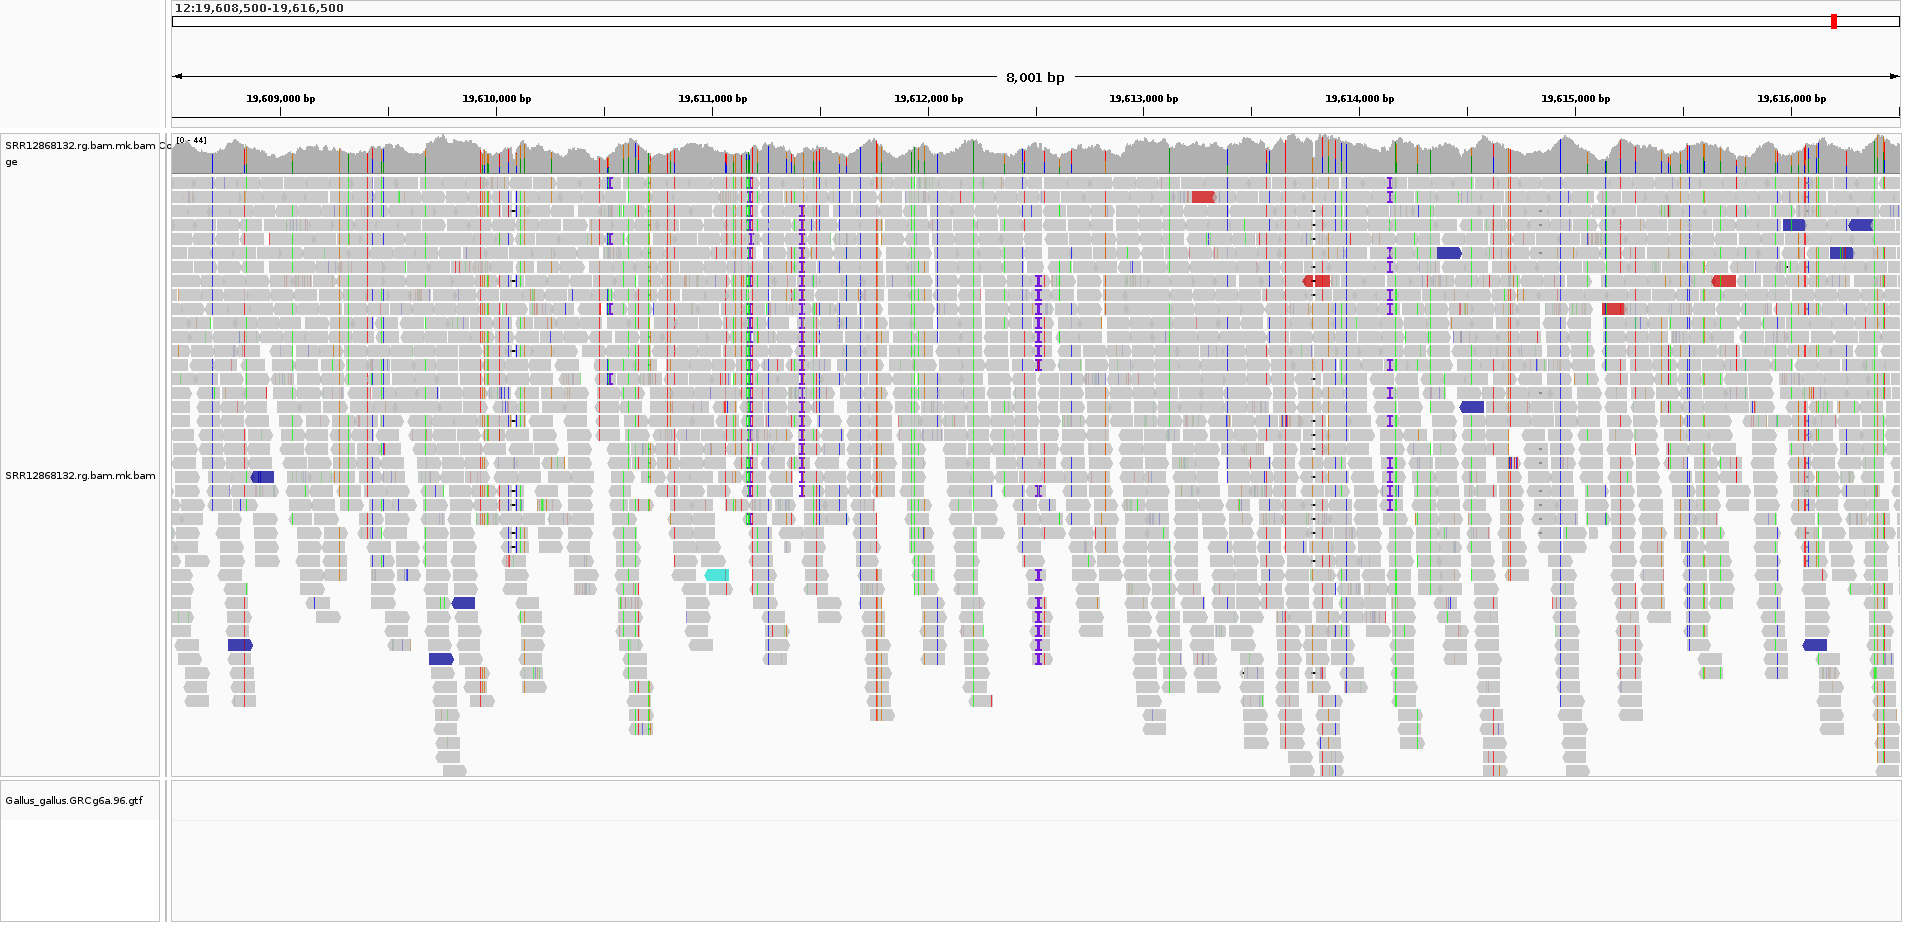 12:19,608,500-19,616,500
8,001 bp
19,609,000 bp 19,610,000 bp 19,611,000 bp 19,612,000 bp 19,613,000 bp 19,614,000 bp 19,615,000 bp 19,616,000 bp
[0 - 44]
SRR12868132.rg.bam.mk.bam Co
ge
SRR12868132.rg.bam.mk.bam
Gallus_gallus.GRCg6a.96.gtf